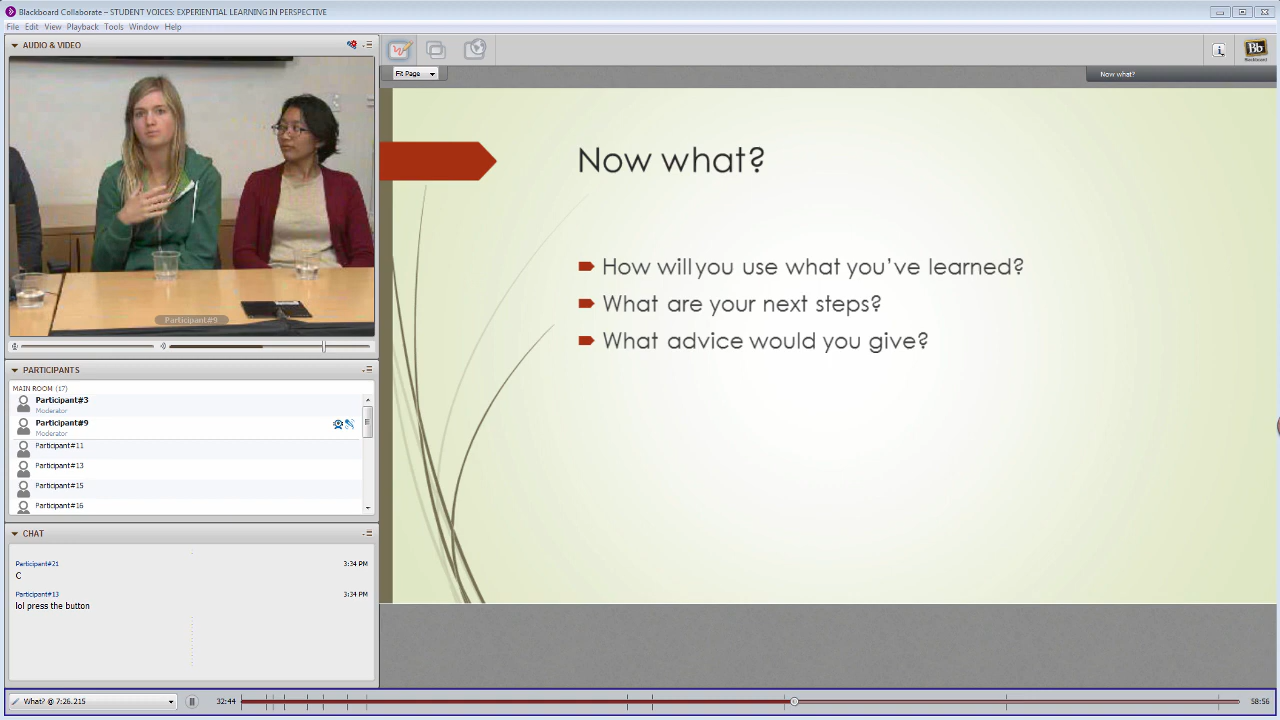 Blackboard Collaborate – STUDENT VOICES: EXPERIENTIAL LEARNING IN PERSPECTIVE
File Edit View Playback Tools Window Help
AUDIO & VIDEO
Participant#9
PARTICIPANTS
MAIN ROOM (17)
Participant#3
Moderator
Participant#9
Moderator
Participant#11
Participant#13
Participant#15
Participant#16
CHAT
Participant#21 3:34 PM
C
Participant#13 3:34 PM
lol press the button
Fit Page
Bb
Blackboard
Now what?
Now what?
How will you use what you've learned?
What are your next steps?
What advice would you give?
What? @ 7:26.215
32:44
58:56